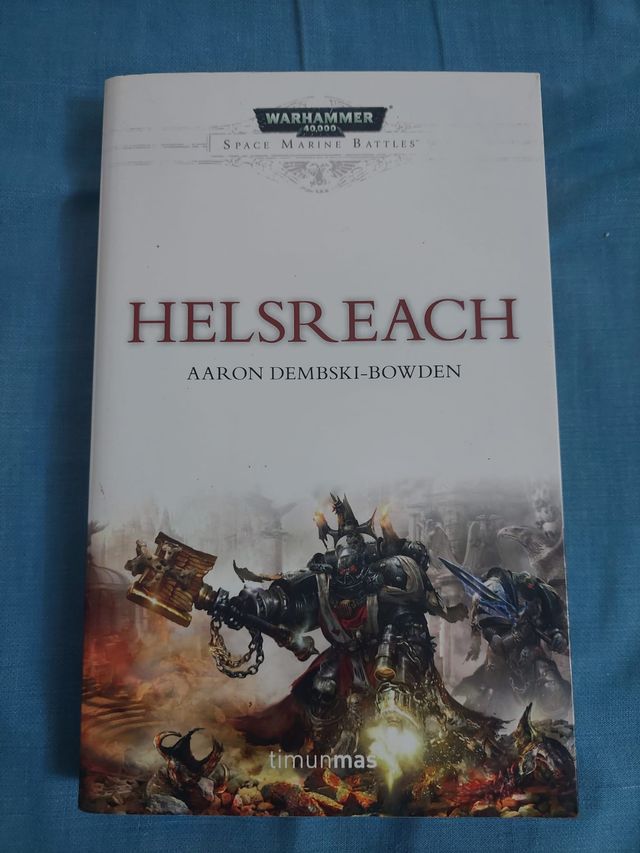 WARHAMMER
40,000
SPACE MARINE BATTLES
HELSREACH
AARON DEMBSKI-BOWDEN
timunmas